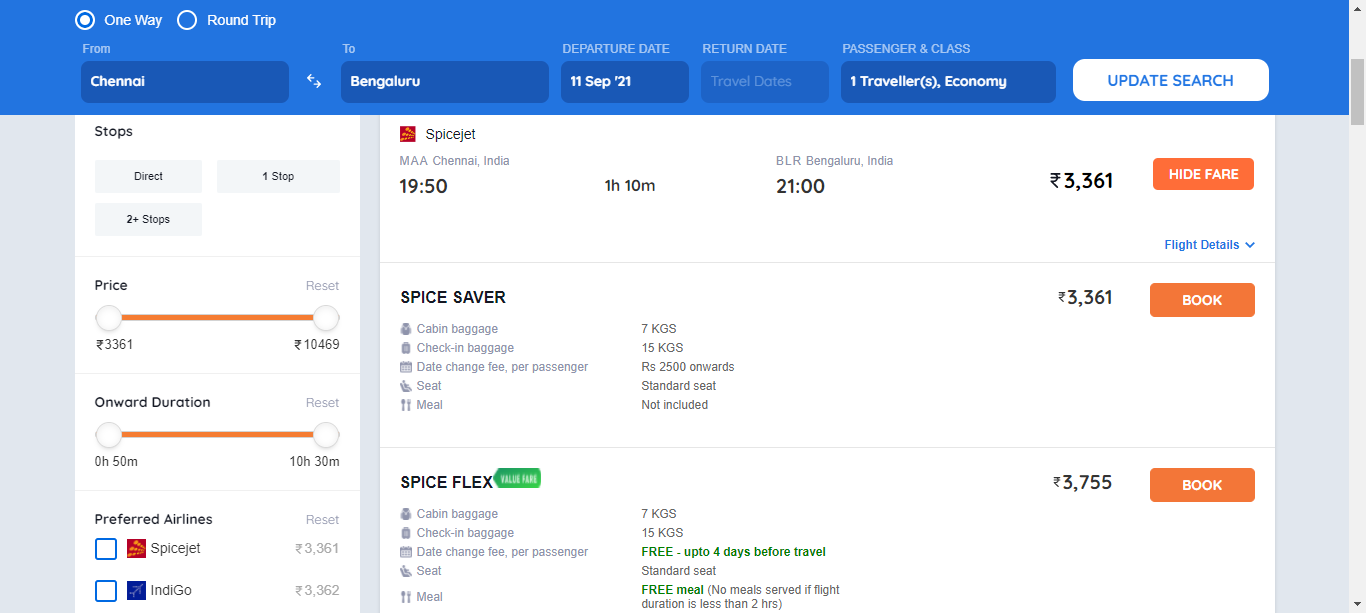 One Way Round Trip
From To DEPARTURE DATE RETURN DATE PASSENGER & CLASS
Chennai Bengaluru 11 Sep '21 Travel Dates 1 Traveller(s), Economy UPDATE SEARCH
Stops
Direct 1 Stop
2+ Stops
Price Reset
₹3361 ₹10469
Onward Duration Reset
0h 50m 10h 30m
Preferred Airlines Reset
Spicejet ₹3,361
IndiGo ₹3,362
Spicejet
MAA Chennai, India BLR Bengaluru, India
19:50 1h 10m 21:00 ₹3,361 HIDE FARE
Flight Details
SPICE SAVER ₹3,361 BOOK
Cabin baggage 7 KGS
Check-in baggage 15 KGS
Date change fee, per passenger Rs 2500 onwards
Seat Standard seat
Meal Not included
SPICE FLEX VALUE FARE ₹3,755 BOOK
Cabin baggage 7 KGS
Check-in baggage 15 KGS
Date change fee, per passenger FREE - upto 4 days before travel
Seat Standard seat
Meal FREE meal (No meals served if flight
duration is less than 2 hrs)